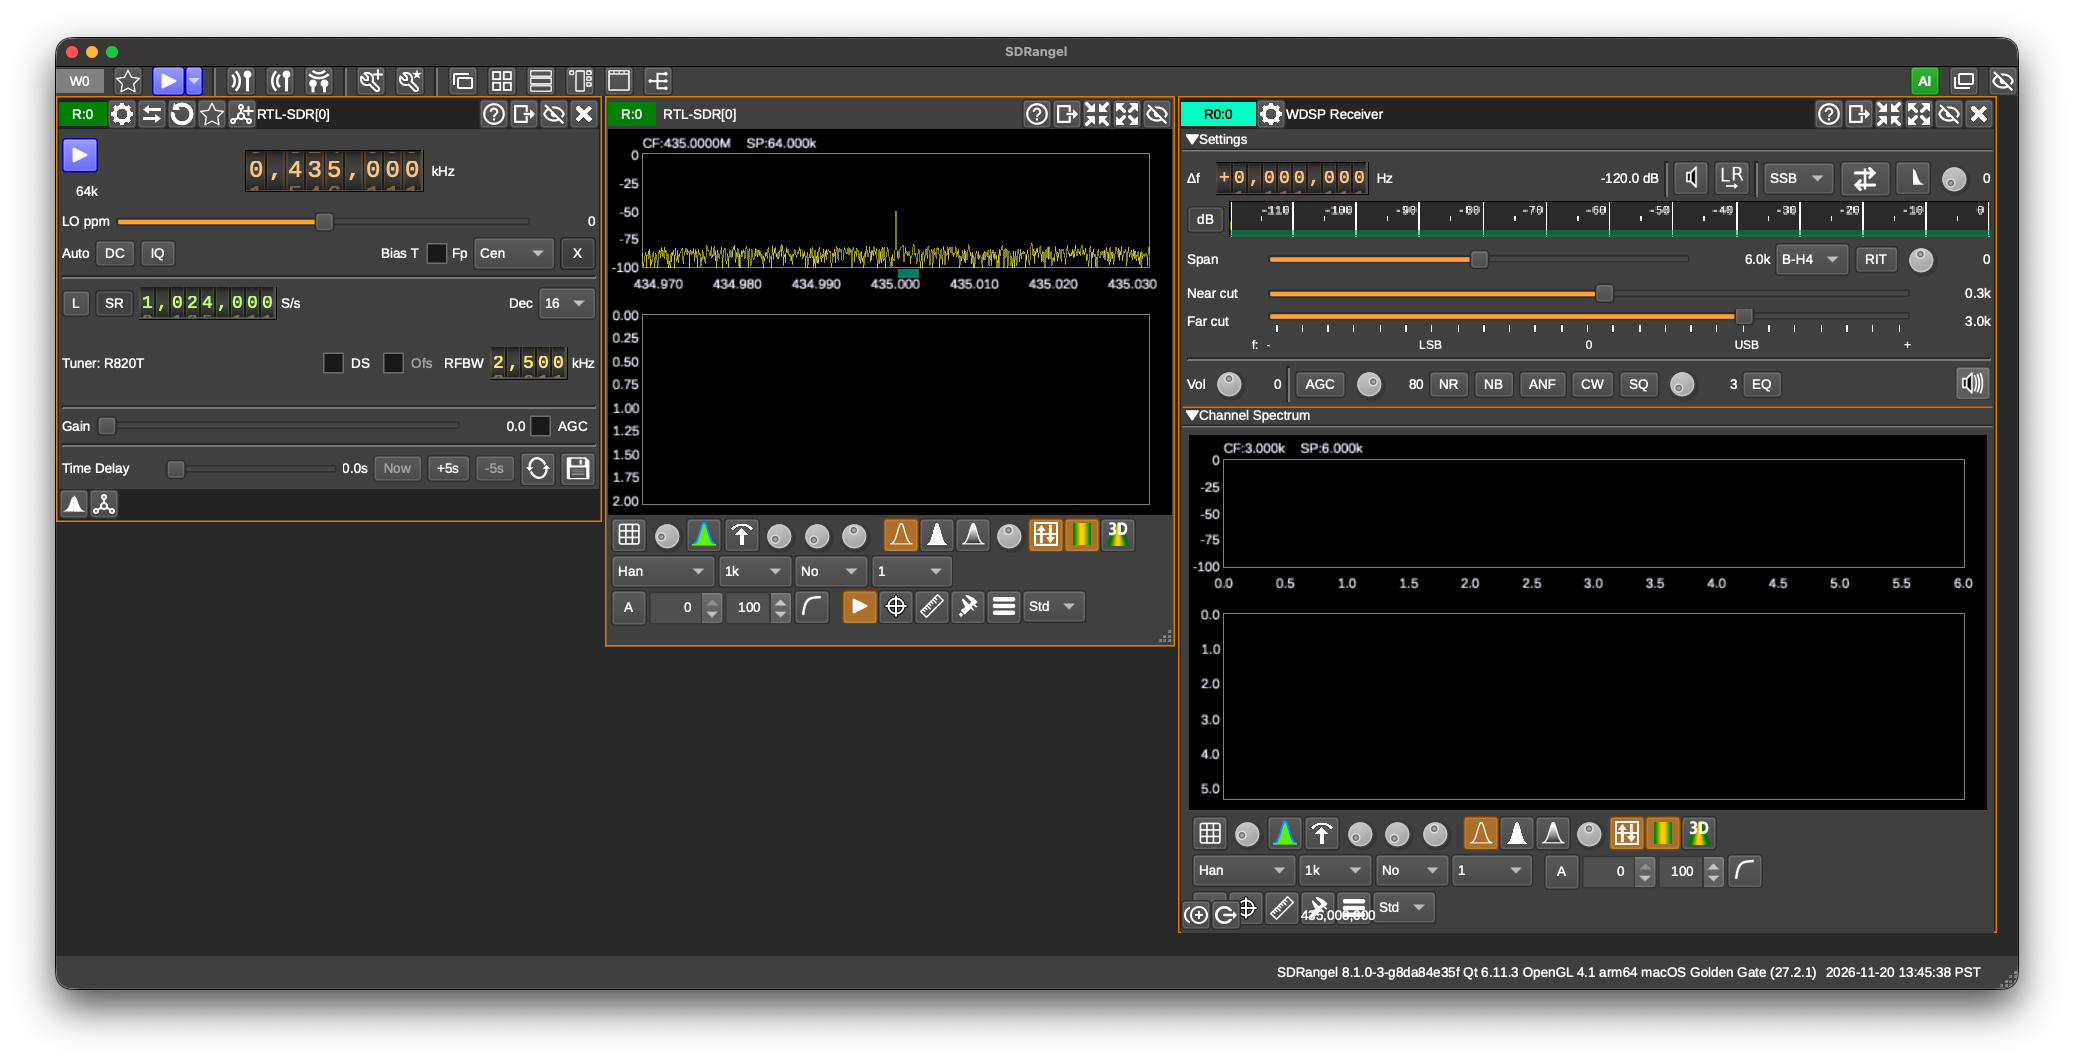 SDRangel
W0
AI
R:0 RTL-SDR[0]
0,435,000 kHz
64k
LO ppm 0
Auto DC IQ Bias T Fp Cen X
L SR 1,024,000 S/s Dec 16
Tuner: R820T DS Ofs RFBW 2,500 kHz
Gain 0.0 AGC
Time Delay 0.0s Now +5s -5s
R:0 RTL-SDR[0]
CF:435.0000M SP:64.000k
0
-25
-50
-75
-100
434.970 434.980 434.990 435.000 435.010 435.020 435.030
0.00
0.25
0.50
0.75
1.00
1.25
1.50
1.75
2.00
3D
Han 1k No 1
A 0 100 Std
R0:0 WDSP Receiver
Settings
Δf +0,000,000 Hz -120.0 dB LR SSB 0
dB -110 -100 -90 -80 -70 -60 -50 -40 -30 -20 -10 0
Span 6.0k B-H4 RIT 0
Near cut 0.3k
Far cut 3.0k
f: - LSB 0 USB +
Vol 0 AGC 80 NR NB ANF CW SQ 3 EQ
Channel Spectrum
CF:3.000k SP:6.000k
0
-25
-50
-75
-100
0.0 0.5 1.0 1.5 2.0 2.5 3.0 3.5 4.0 4.5 5.0 5.5 6.0
0.0
1.0
2.0
3.0
4.0
5.0
3D
Han 1k No 1 A 0 100
435,000,000 Std
SDRangel 8.1.0-3-g8da84e35f Qt 6.11.3 OpenGL 4.1 arm64 macOS Golden Gate (27.2.1) 2026-11-20 13:45:38 PST